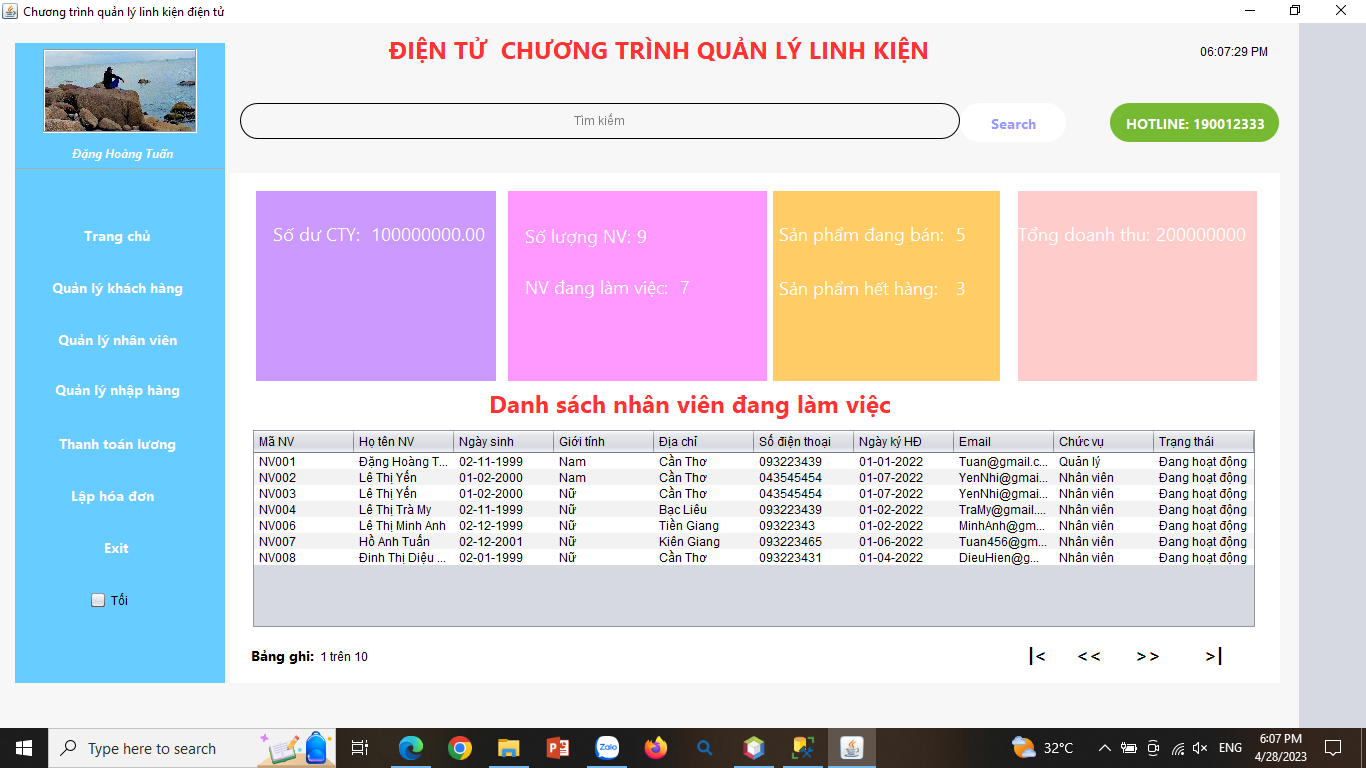 Chương trình quản lý linh kiện điện tử
ĐIỆN TỬ  CHƯƠNG TRÌNH QUẢN LÝ LINH KIỆN
06:07:29 PM
Tìm kiếm
Search
HOTLINE: 190012333
Đặng Hoàng Tuấn
Trang chủ
Quản lý khách hàng
Quản lý nhân viên
Quản lý nhập hàng
Thanh toán lương
Lập hóa đơn
Exit
Tối
Số dư CTY: 100000000.00
Số lượng NV: 9
NV đang làm việc: 7
Sản phẩm đang bán: 5
Sản phẩm hết hàng: 3
Tổng doanh thu: 200000000
Danh sách nhân viên đang làm việc
Mã NV Họ tên NV Ngày sinh Giới tính Địa chỉ Số điện thoại Ngày ký HĐ Email Chức vụ Trạng thái
NV001 Đặng Hoàng T... 02-11-1999 Nam Cần Thơ 093223439 01-01-2022 Tuan@gmail.c... Quản lý Đang hoạt động
NV002 Lê Thị Yến 01-02-2000 Nam Cần Thơ 043545454 01-07-2022 YenNhi@gmai... Nhân viên Đang hoạt động
NV003 Lê Thị Yến 01-02-2000 Nữ Cần Thơ 043545454 01-07-2022 YenNhi@gmai... Nhân viên Đang hoạt động
NV004 Lê Thị Trà My 02-11-1999 Nữ Bạc Liêu 093223439 01-02-2022 TraMy@gmail.... Nhân viên Đang hoạt động
NV006 Lê Thị Minh Anh 02-12-1999 Nữ Tiền Giang 09322343 01-02-2022 MinhAnh@gm... Nhân viên Đang hoạt động
NV007 Hồ Anh Tuấn 02-12-2001 Nữ Kiên Giang 093223465 01-06-2022 Tuan456@gm... Nhân viên Đang hoạt động
NV008 Đinh Thị Diệu ... 02-01-1999 Nữ Cần Thơ 093223431 01-04-2022 DieuHien@g... Nhân viên Đang hoạt động
Bảng ghi: 1 trên 10
|< << >> >|
Type here to search
Zalo
32°C
ENG
6:07 PM
4/28/2023